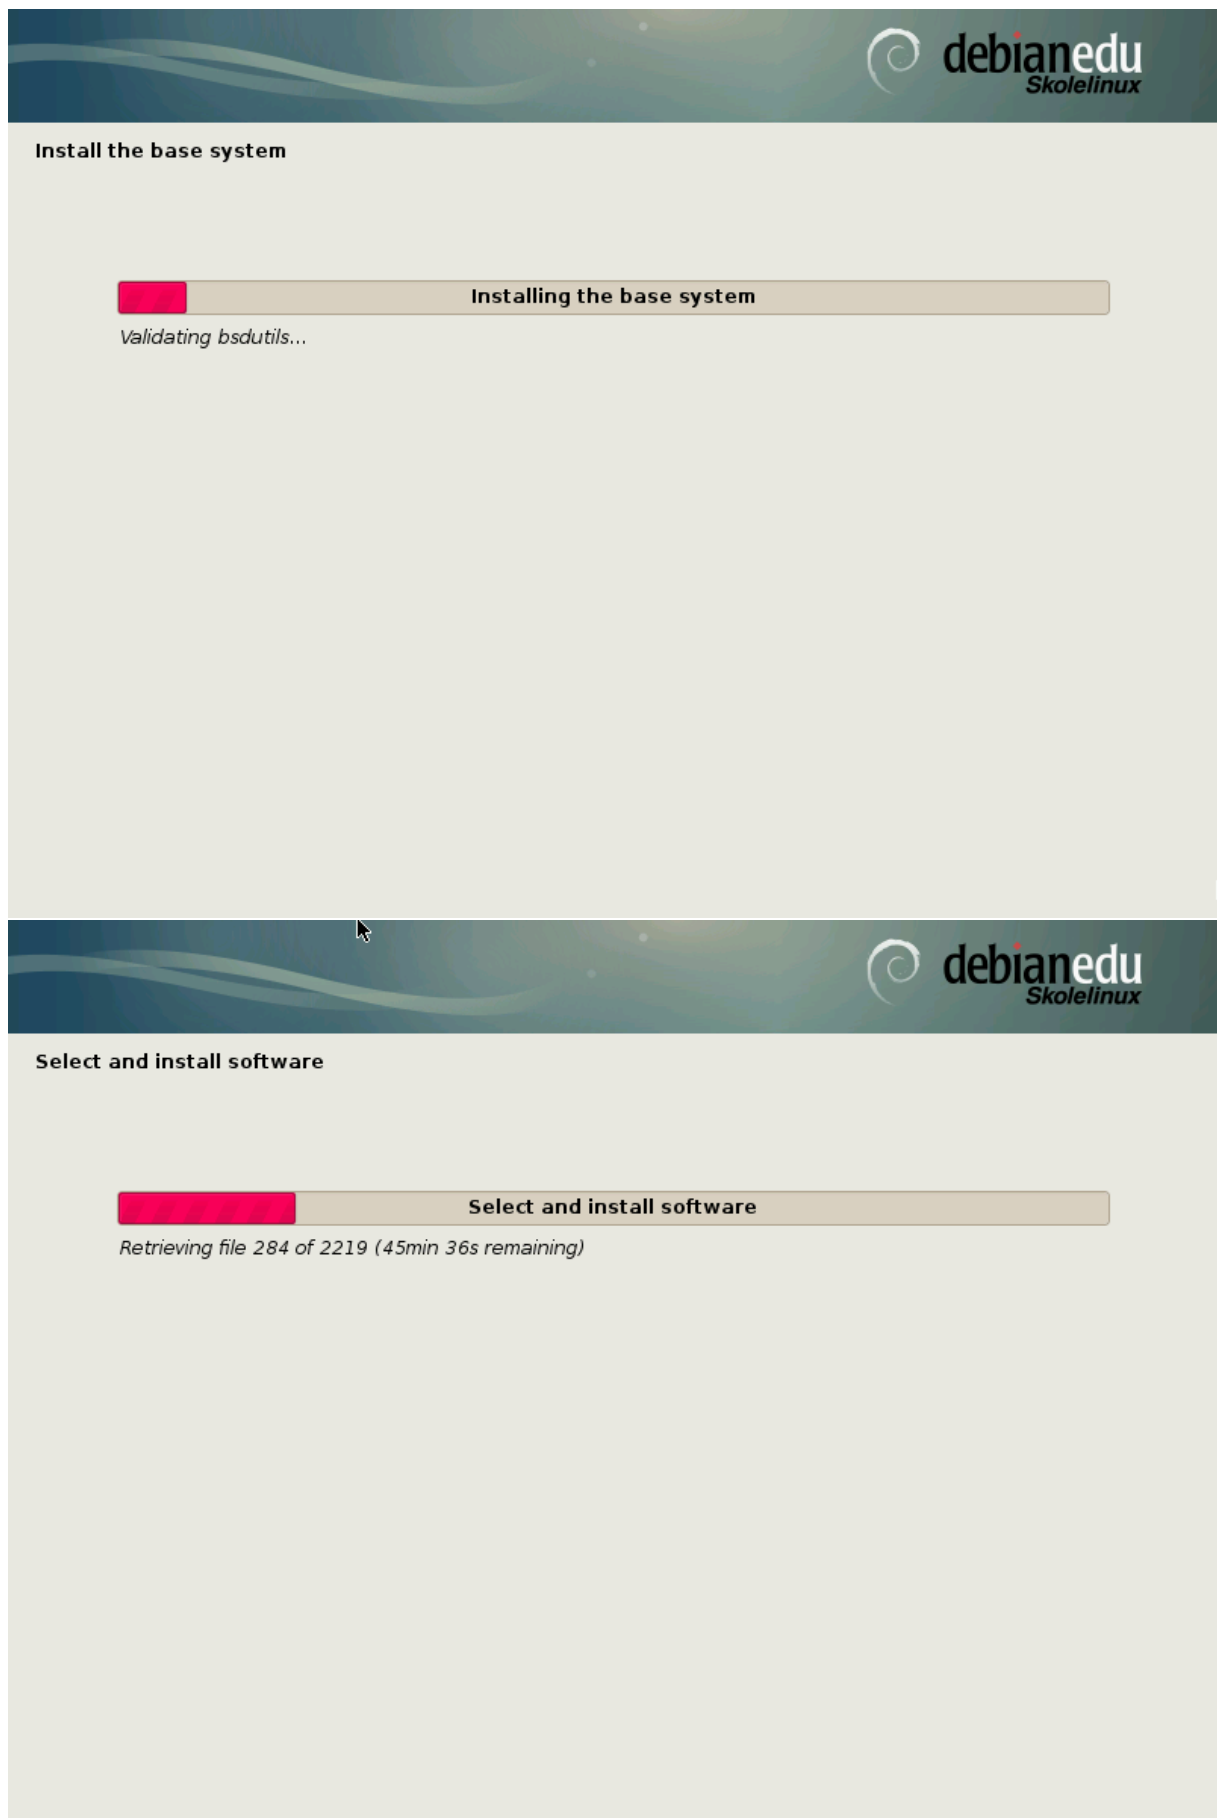 debianedu
Skolelinux
Install the base system
Installing the base system
Validating bsdutils...
debianedu
Skolelinux
Select and install software
Select and install software
Retrieving file 284 of 2219 (45min 36s remaining)